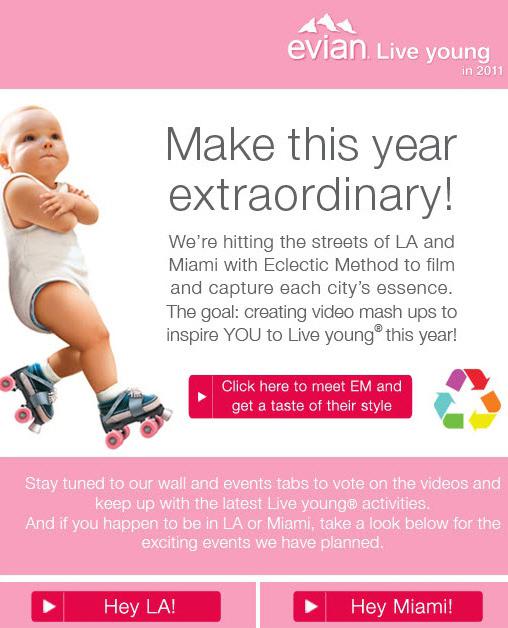 evian. Live young
in 2011
Make this year
extraordinary!
We're hitting the streets of LA and
Miami with Eclectic Method to film
and capture each city's essence.
The goal: creating video mash ups to
inspire YOU to Live young® this year!
Click here to meet EM and
get a taste of their style
Stay tuned to our wall and events tabs to vote on the videos and
keep up with the latest Live young® activities.
And if you happen to be in LA or Miami, take a look below for the
exciting events we have planned.
Hey LA!
Hey Miami!